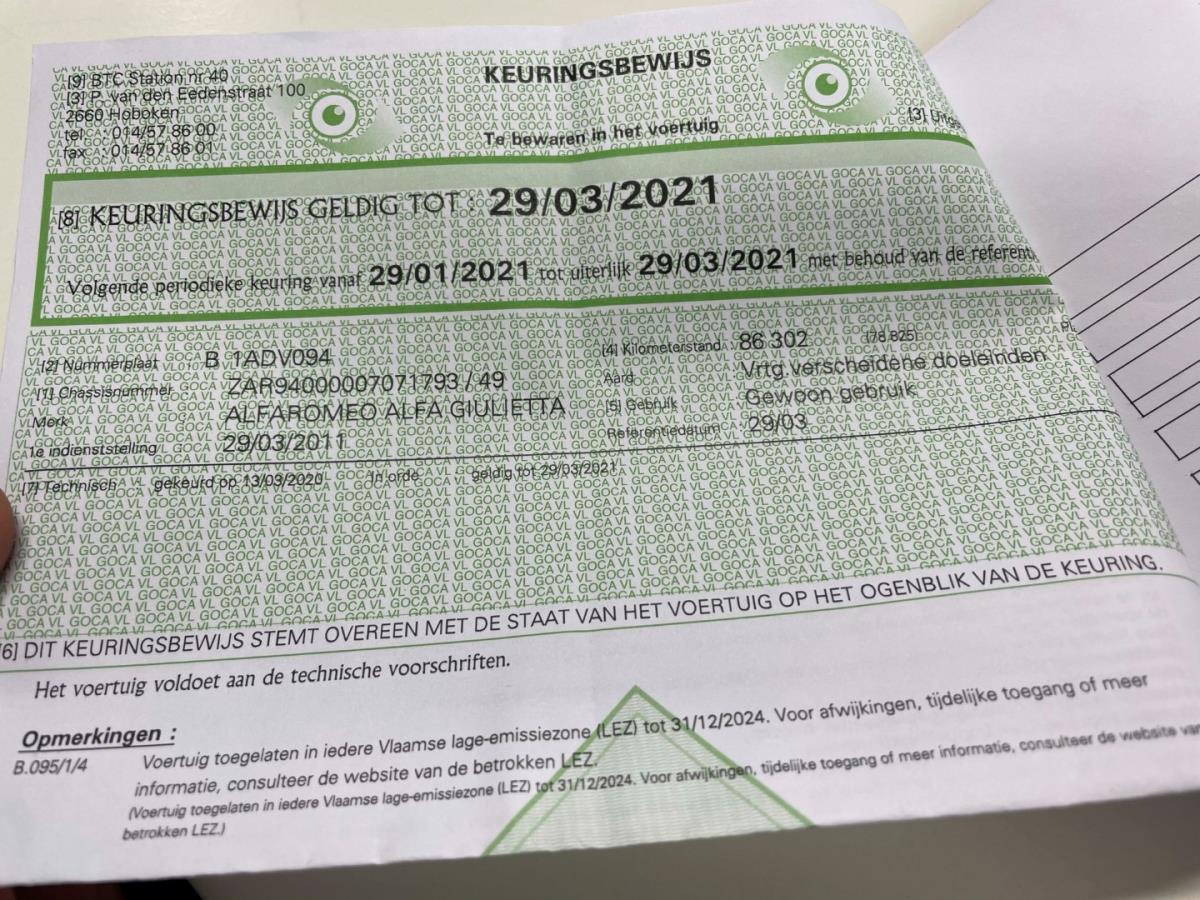 [9] BTC Station nr 40
[3] P. van den Eedenstraat 100
2660 Hoboken
tel : 014/57 86 00
fax : 014/57 86 01
KEURINGSBEWIJS
Te bewaren in het voertuig
[8] KEURINGSBEWIJS GELDIG TOT : 29/03/2021
Volgende periodieke keuring vanaf 29/01/2021 tot uiterlijk 29/03/2021 met behoud van de referent
[2] Nummerplaat B 1ADV094
[1] Chassisnummer ZAR94000007071793 / 49
Merk ALFAROMEO ALFA GIULIETTA
1e indienststelling 29/03/2011
[4] Kilometerstand : 86 302 (78 825)
Aard : Vrtg.verscheidene doeleinden
[5] Gebruik : Gewoon gebruik
Referentiedatum : 29/03
[7] Technisch gekeurd op 13/03/2020 In orde geldig tot 29/03/2021
[6] DIT KEURINGSBEWIJS STEMT OVEREEN MET DE STAAT VAN HET VOERTUIG OP HET OGENBLIK VAN DE KEURING.
Het voertuig voldoet aan de technische voorschriften.
Opmerkingen :
B.095/1/4 Voertuig toegelaten in iedere Vlaamse lage-emissiezone (LEZ) tot 31/12/2024. Voor afwijkingen, tijdelijke toegang of meer
informatie, consulteer de website van de betrokken LEZ.
(Voertuig toegelaten in iedere Vlaamse lage-emissiezone (LEZ) tot 31/12/2024. Voor afwijkingen, tijdelijke toegang of meer informatie, consulteer de website van
betrokken LEZ.)